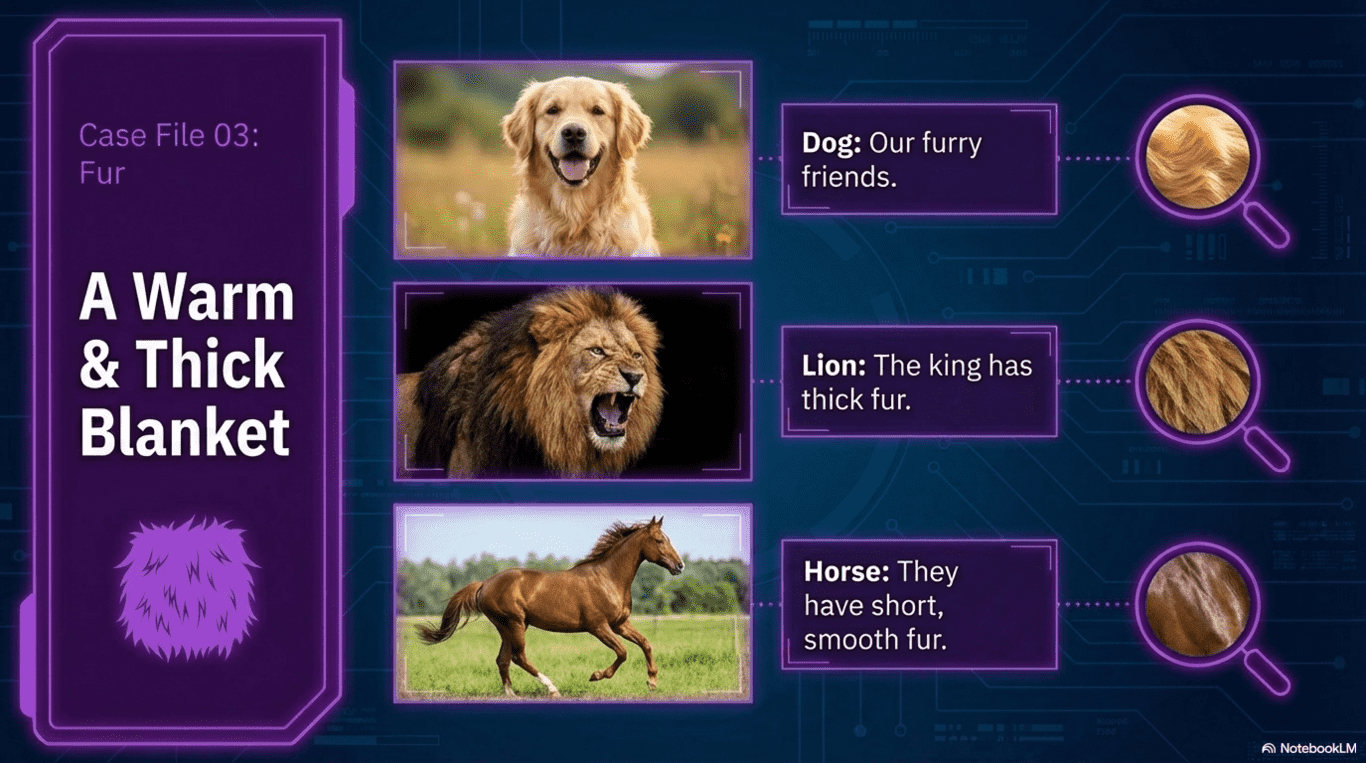 Case File 03:
Fur
A Warm
& Thick
Blanket
Dog: Our furry
friends.
Lion: The king has
thick fur.
Horse: They
have short,
smooth fur.
NotebookLM